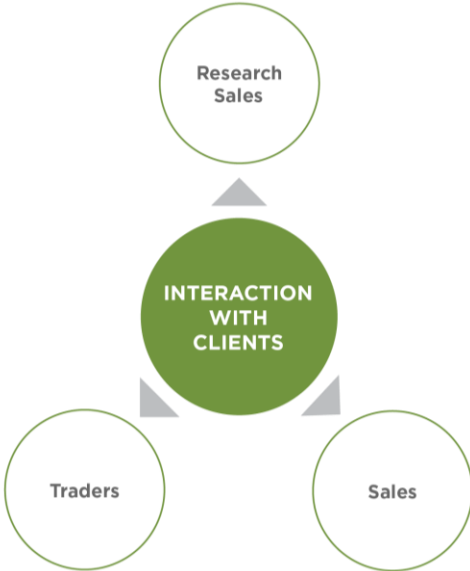 Research
Sales
INTERACTION
WITH
CLIENTS
Traders
Sales